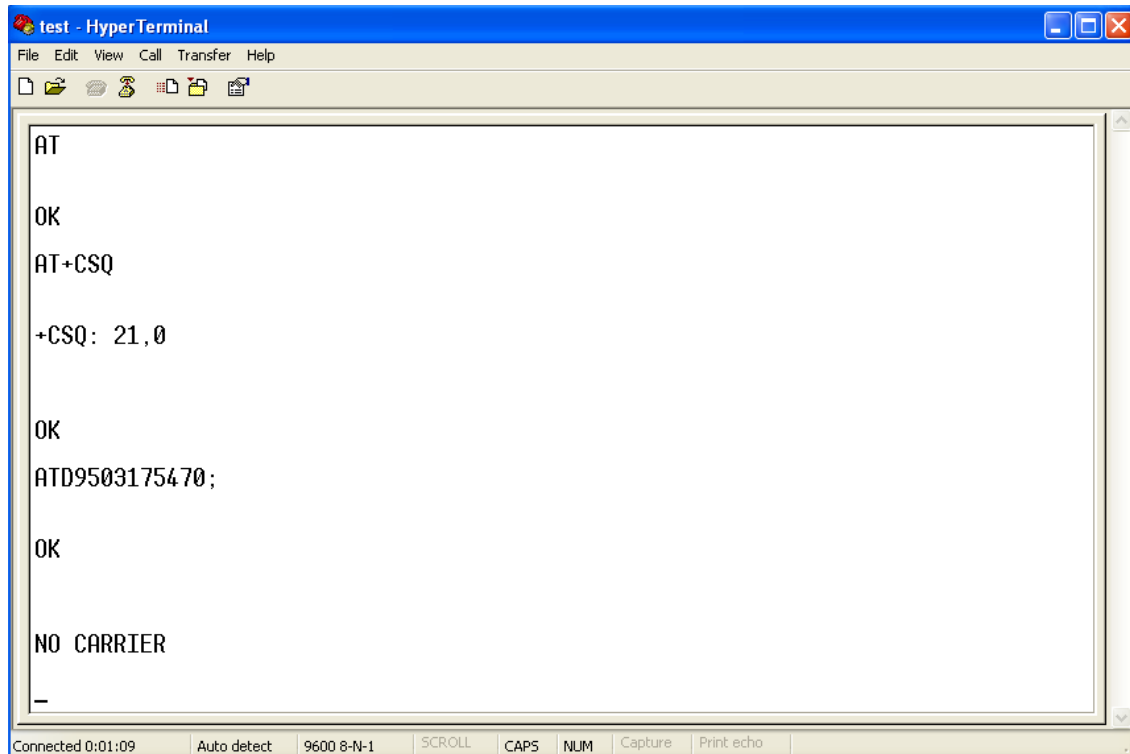 test - HyperTerminal
File Edit View Call Transfer Help
AT
OK
AT+CSQ
+CSQ: 21,0
OK
ATD9503175470;
OK
NO CARRIER
_
Connected 0:01:09 Auto detect 9600 8-N-1 SCROLL CAPS NUM Capture Print echo